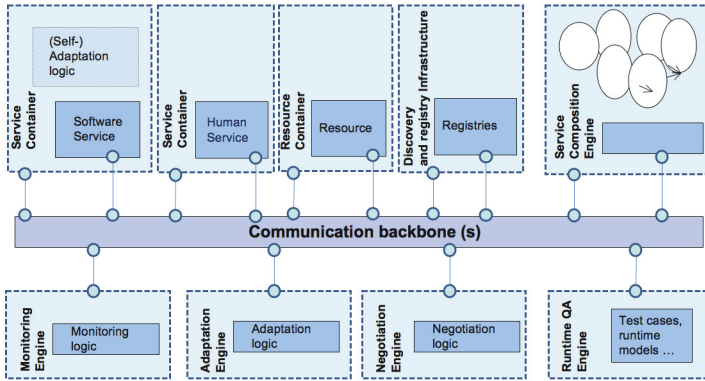 (Self-)
Adaptation
logic
Service
Container
Software
Service
Service
Container
Human
Service
Resource
Container
Resource
Discovery
and registry Infrastructure
Registries
Service
Composition
Engine
Communication backbone (s)
Monitoring
Engine
Monitoring
logic
Adaptation
Engine
Adaptation
logic
Negotiation
Engine
Negotiation
logic
Runtime QA
Engine
Test cases,
runtime
models ...